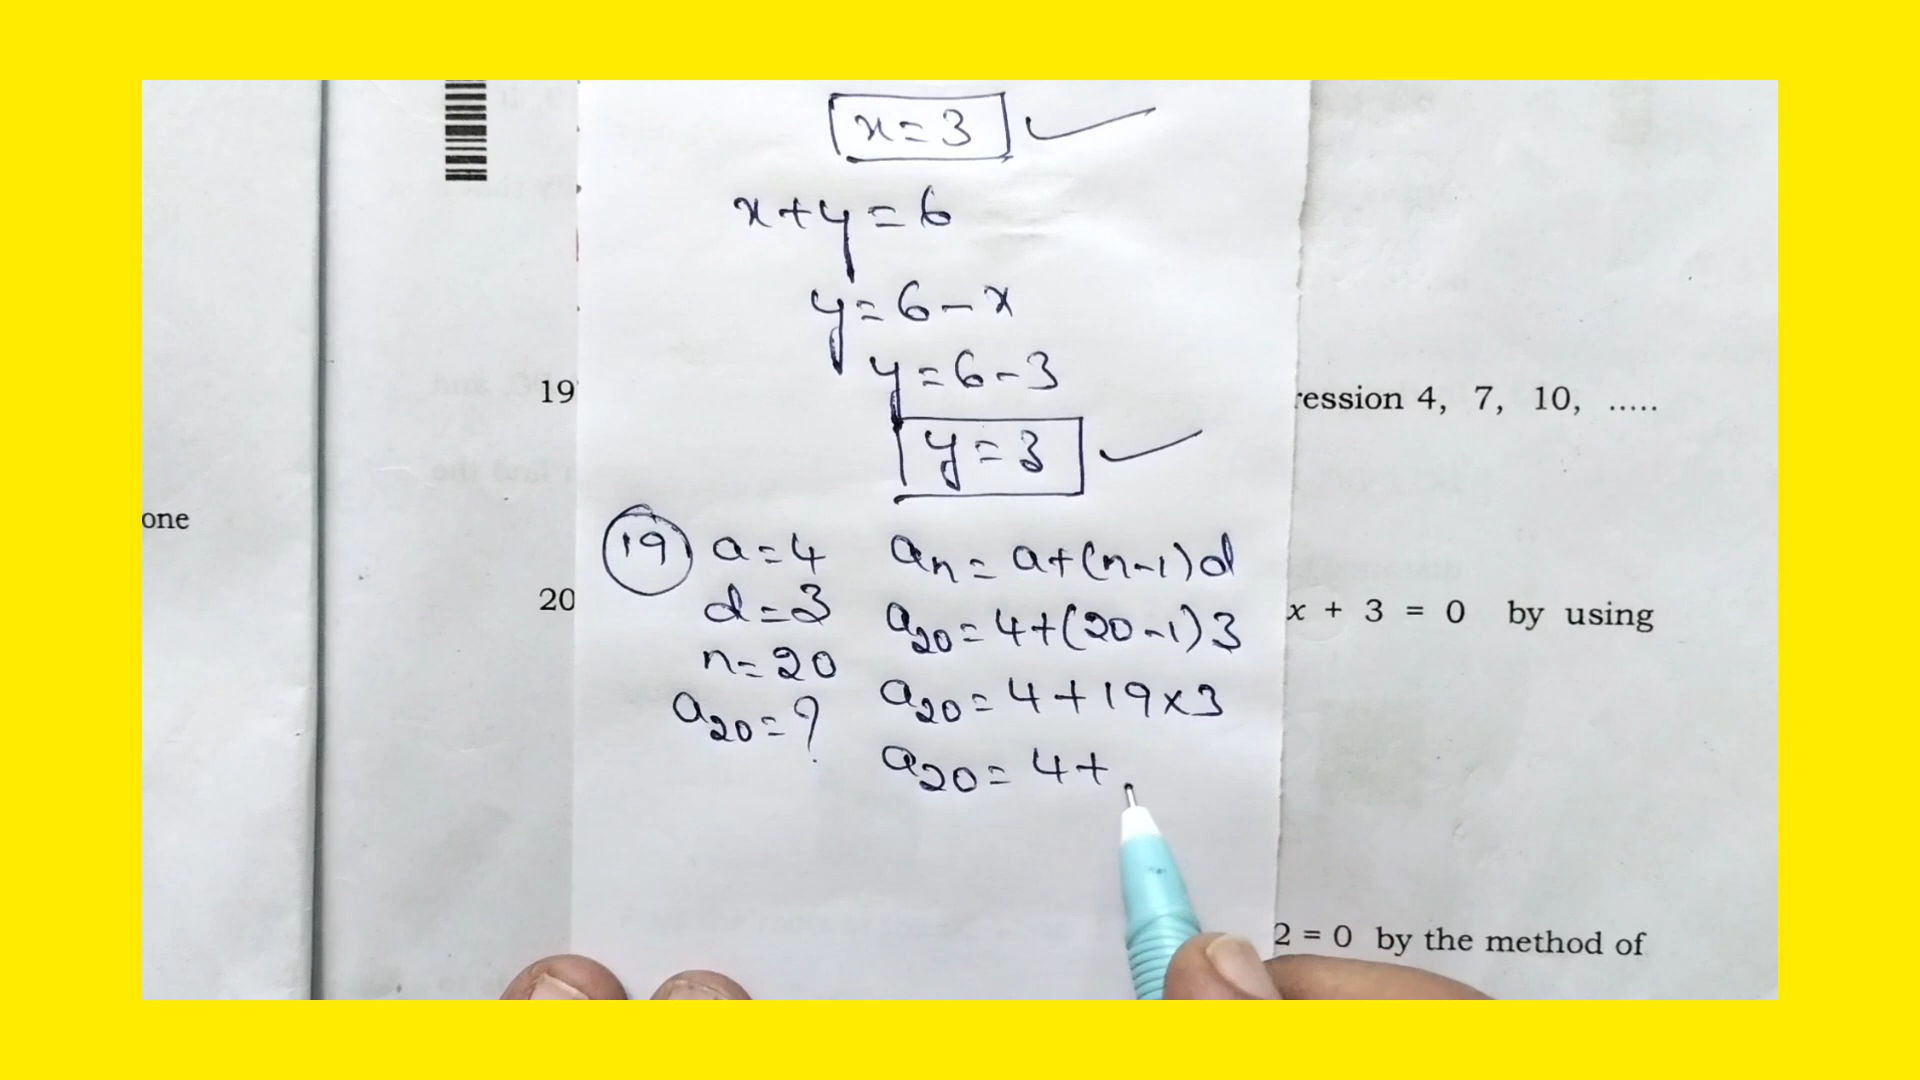 x=3
x+y=6
y=6-x
y=6-3
y=3
19 ression 4, 7, 10, .....
one
19 a=4 aₙ=a+(n-1)d
d=3 a₂₀=4+(20-1)3
20 x + 3 = 0 by using
n=20 a₂₀=4+19×3
a₂₀=? a₂₀=4+
2 = 0 by the method of